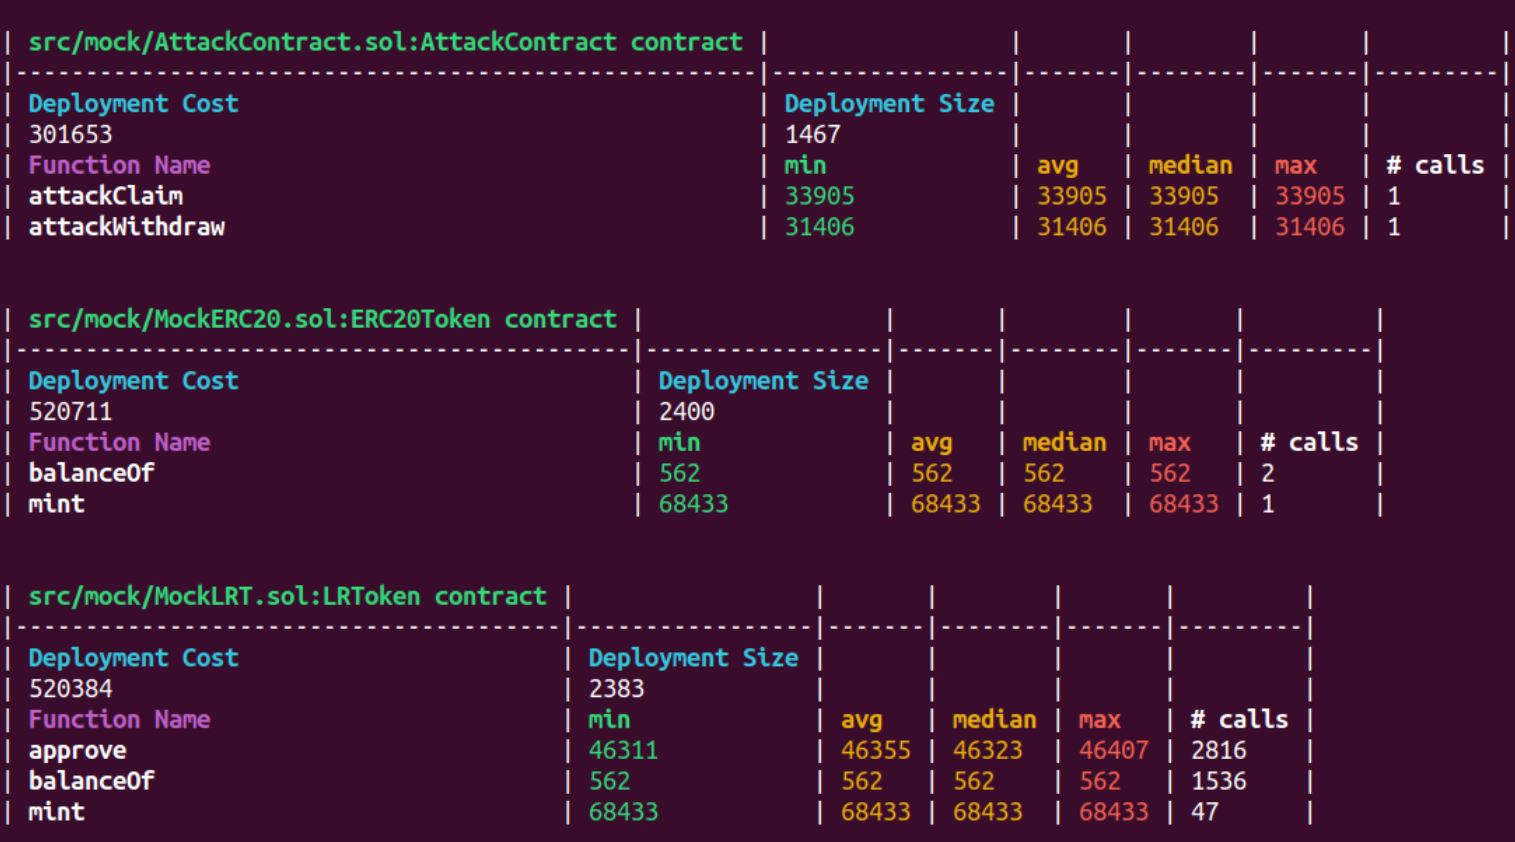 | src/mock/AttackContract.sol:AttackContract contract | | | | | |
|-----------------------------------------------------|-----------------|-------|--------|-------|---------|
| Deployment Cost | Deployment Size | | | | |
| 301653 | 1467 | | | | |
| Function Name | min | avg | median | max | # calls |
| attackClaim | 33905 | 33905 | 33905 | 33905 | 1 |
| attackWithdraw | 31406 | 31406 | 31406 | 31406 | 1 |
| src/mock/MockERC20.sol:ERC20Token contract | | | | | |
|--------------------------------------------|-----------------|-------|--------|-------|---------|
| Deployment Cost | Deployment Size | | | | |
| 520711 | 2400 | | | | |
| Function Name | min | avg | median | max | # calls |
| balanceOf | 562 | 562 | 562 | 562 | 2 |
| mint | 68433 | 68433 | 68433 | 68433 | 1 |
| src/mock/MockLRT.sol:LRToken contract | | | | | |
|---------------------------------------|-----------------|-------|--------|-------|---------|
| Deployment Cost | Deployment Size | | | | |
| 520384 | 2383 | | | | |
| Function Name | min | avg | median | max | # calls |
| approve | 46311 | 46355 | 46323 | 46407 | 2816 |
| balanceOf | 562 | 562 | 562 | 562 | 1536 |
| mint | 68433 | 68433 | 68433 | 68433 | 47 |